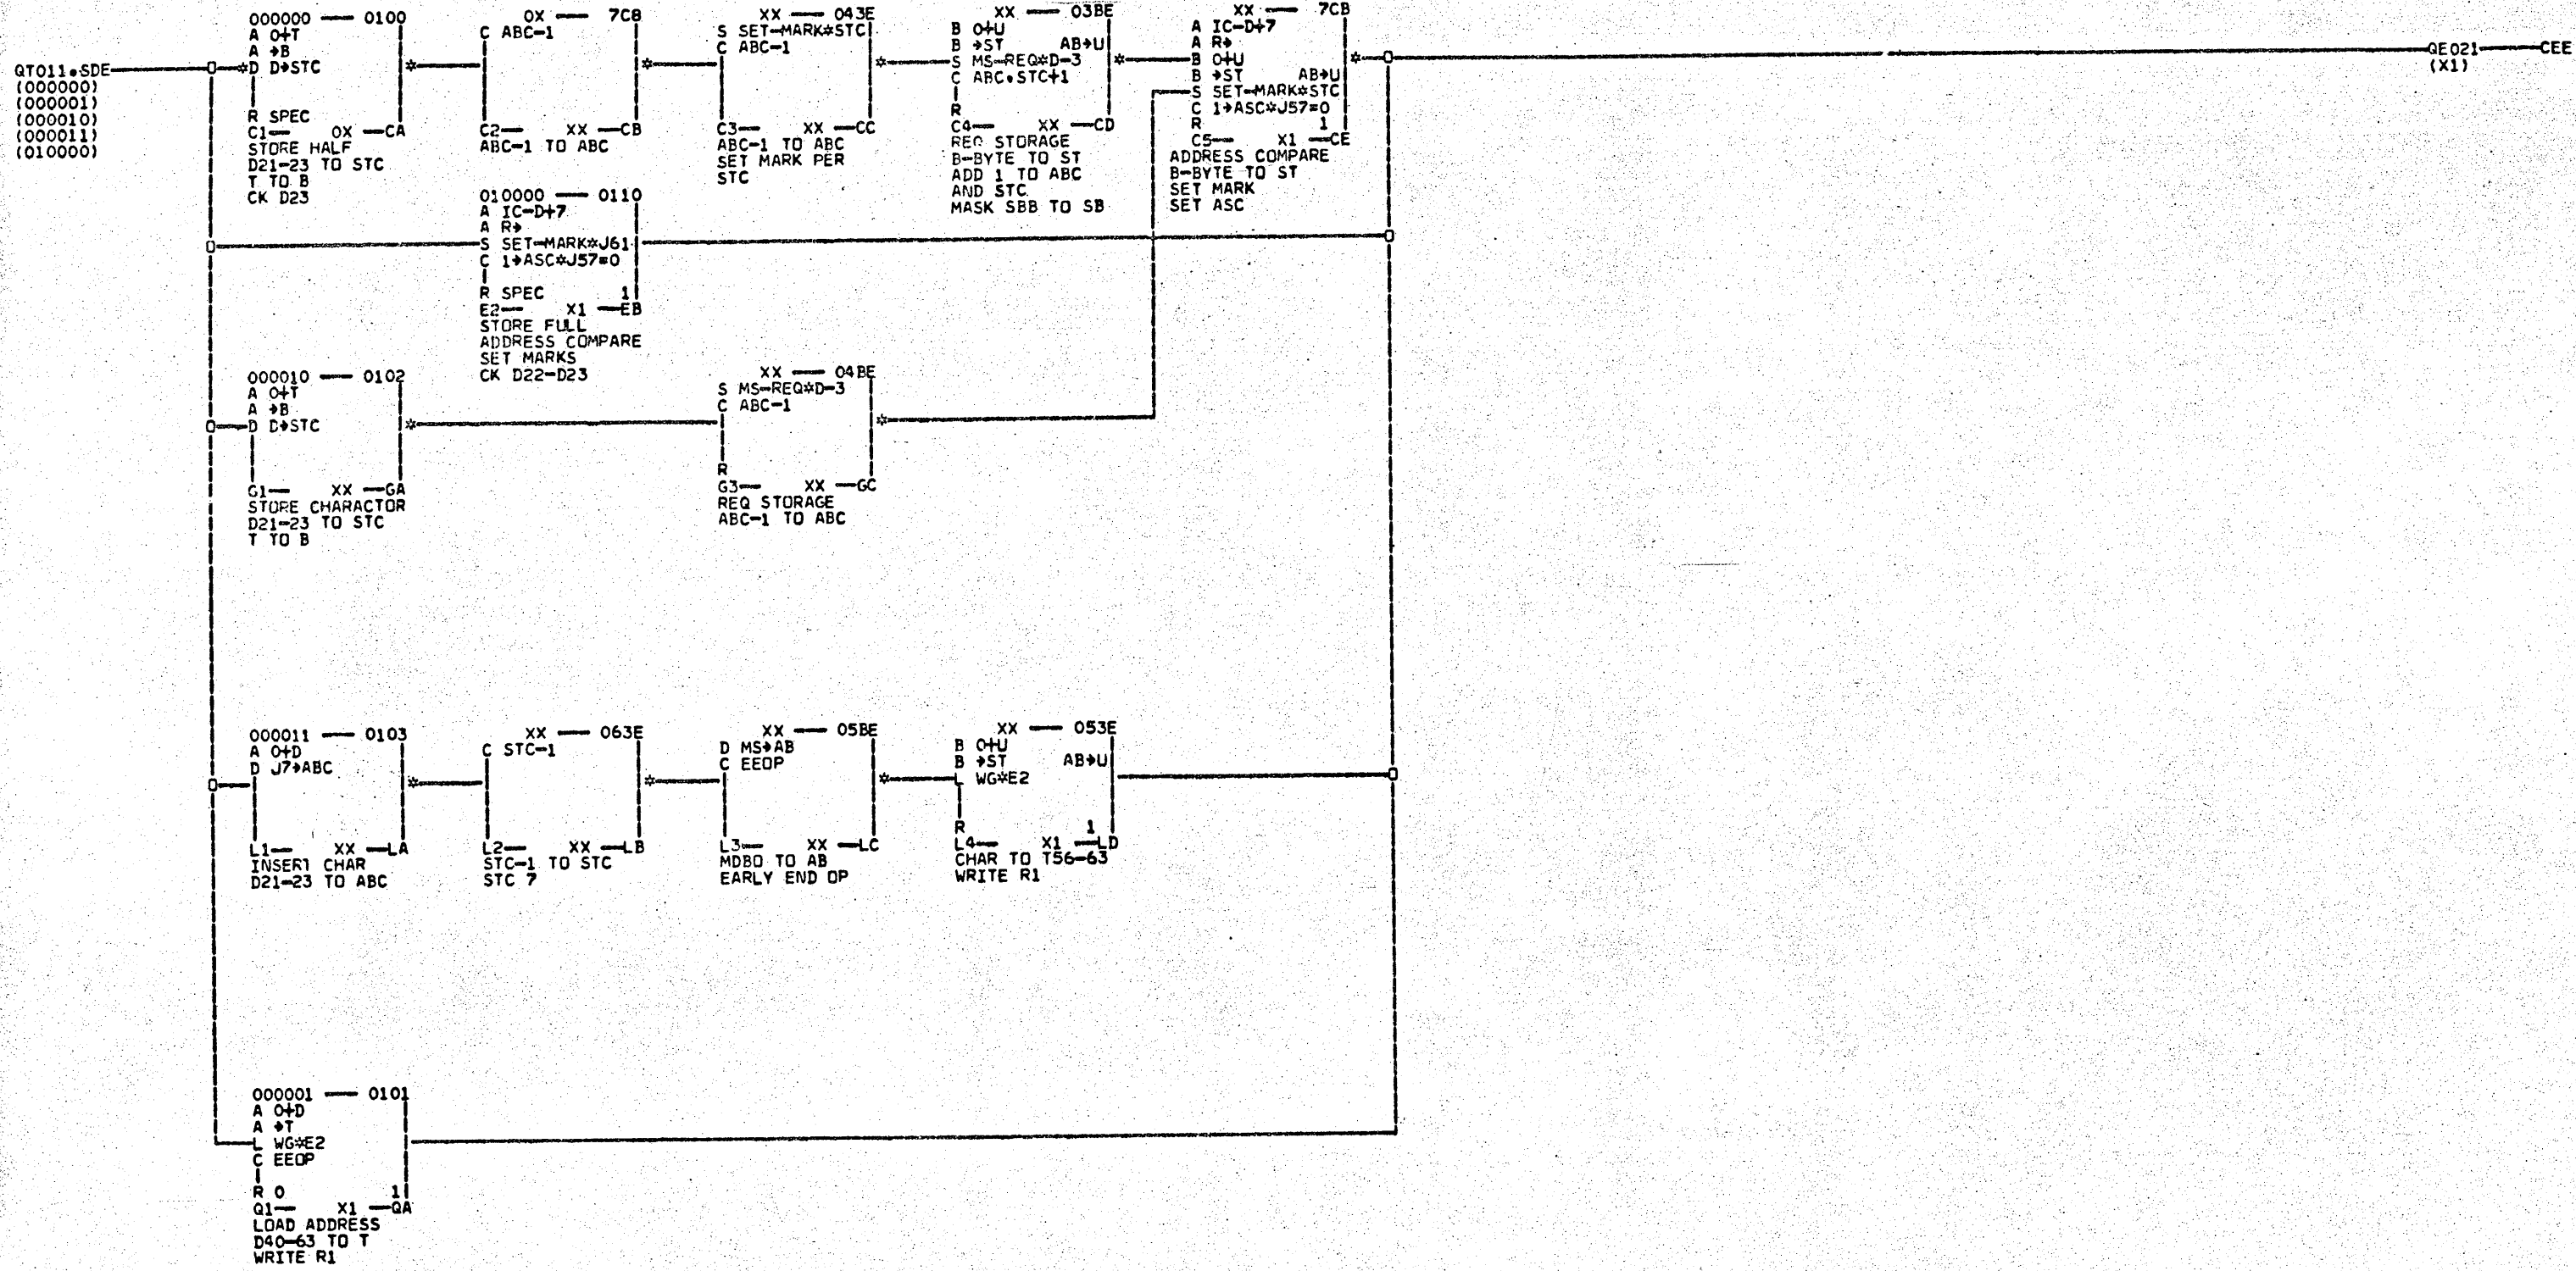 QT011.SDE
(000000)
(000001)
(000010)
(000011)
(010000)
000000 — 0100
A 0+T
A →B
*D D→STC
R SPEC
C1— 0X —CA
STORE HALF
D21-23 TO STC
T TO B
CK D23
0X — 7C8
C ABC-1
C2— XX —CB
ABC-1 TO ABC
XX — 043E
S SET-MARK*STC
C ABC-1
C3— XX —CC
ABC-1 TO ABC
SET MARK PER
STC
XX — 03BE
B 0+U
B →ST AB→U
S MS-REQ*D-3
C ABC.STC+1
R
C4— XX —CD
REQ STORAGE
B-BYTE TO ST
ADD 1 TO ABC
AND STC
MASK SBB TO SB
XX — 7CB
A IC-D+7
A R→
B 0+U
B →ST AB→U
S SET-MARK*STC
C 1→ASC*J57=0
R 1
C5— X1 —CE
ADDRESS COMPARE
B-BYTE TO ST
SET MARK
SET ASC
QE021 — CEE
(X1)
010000 — 0110
A IC-D+7
A R→
S SET-MARK*J61
C 1→ASC*J57=0
R SPEC 1
E2— X1 —EB
STORE FULL
ADDRESS COMPARE
SET MARKS
CK D22-D23
000010 — 0102
A 0+T
A →B
D D→STC
G1— XX —GA
STORE CHARACTOR
D21-23 TO STC
T TO B
XX — 04BE
S MS-REQ*D-3
C ABC-1
R
G3— XX —GC
REQ STORAGE
ABC-1 TO ABC
000011 — 0103
A 0+D
D J7→ABC
L1— XX —LA
INSERT CHAR
D21-23 TO ABC
XX — 063E
C STC-1
L2— XX —LB
STC-1 TO STC
STC 7
XX — 05BE
D MS→AB
C EEOP
L3— XX —LC
MDBO TO AB
EARLY END OP
XX — 053E
B 0+U
B →ST AB→U
L WG*E2
R 1
L4— X1 —LD
CHAR TO T56-63
WRITE R1
000001 — 0101
A 0+D
A →T
L WG*E2
C EEOP
R 0 1
Q1— X1 —QA
LOAD ADDRESS
D40-63 TO T
WRITE R1